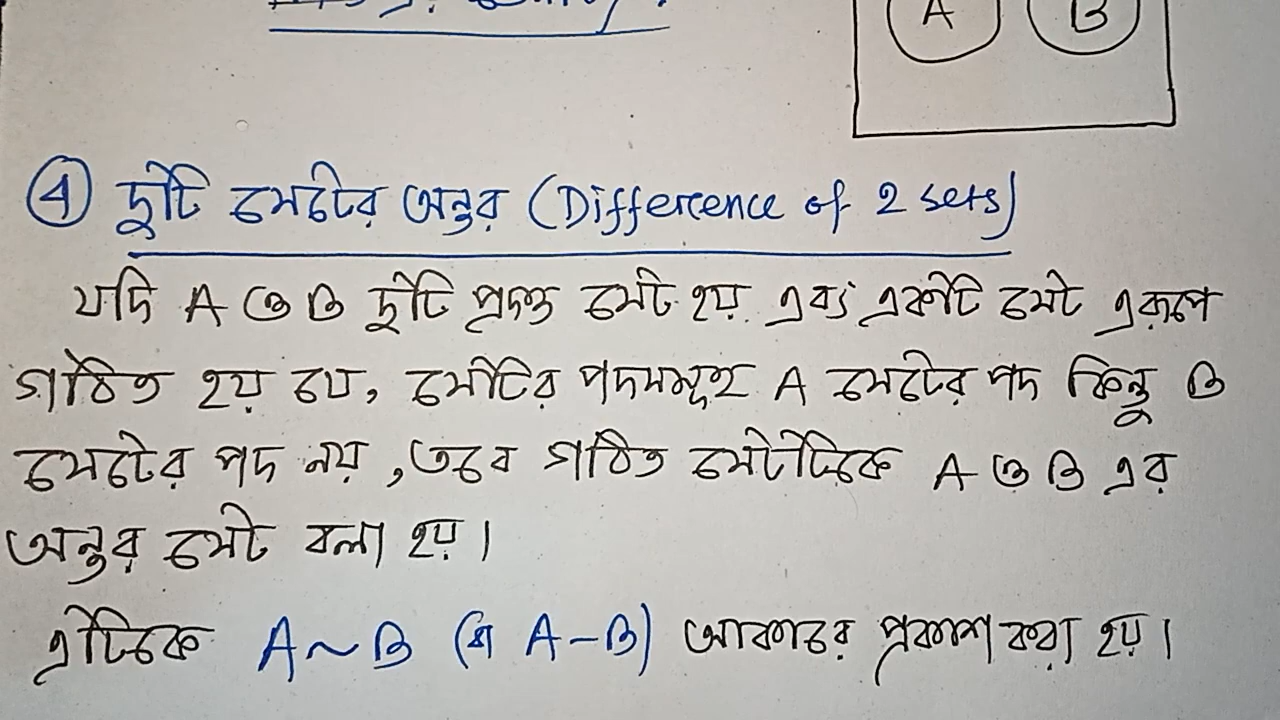 A B
④ দুটি সেটের অন্তর (Difference of 2 sets)
যদি A ও B দুটি প্রদত্ত সেট হয় এবং একটি সেট এরূপে
গঠিত হয় যে, সেটটির পদসমূহ A সেটের পদ কিন্তু B
সেটের পদ নয়, তবে গঠিত সেটটিকে A ও B এর
অন্তর সেট বলা হয়।
এটিকে A~B (বা A-B) আকারে প্রকাশ করা হয়।